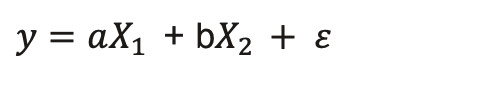 y = aX₁ + bX₂ + ε